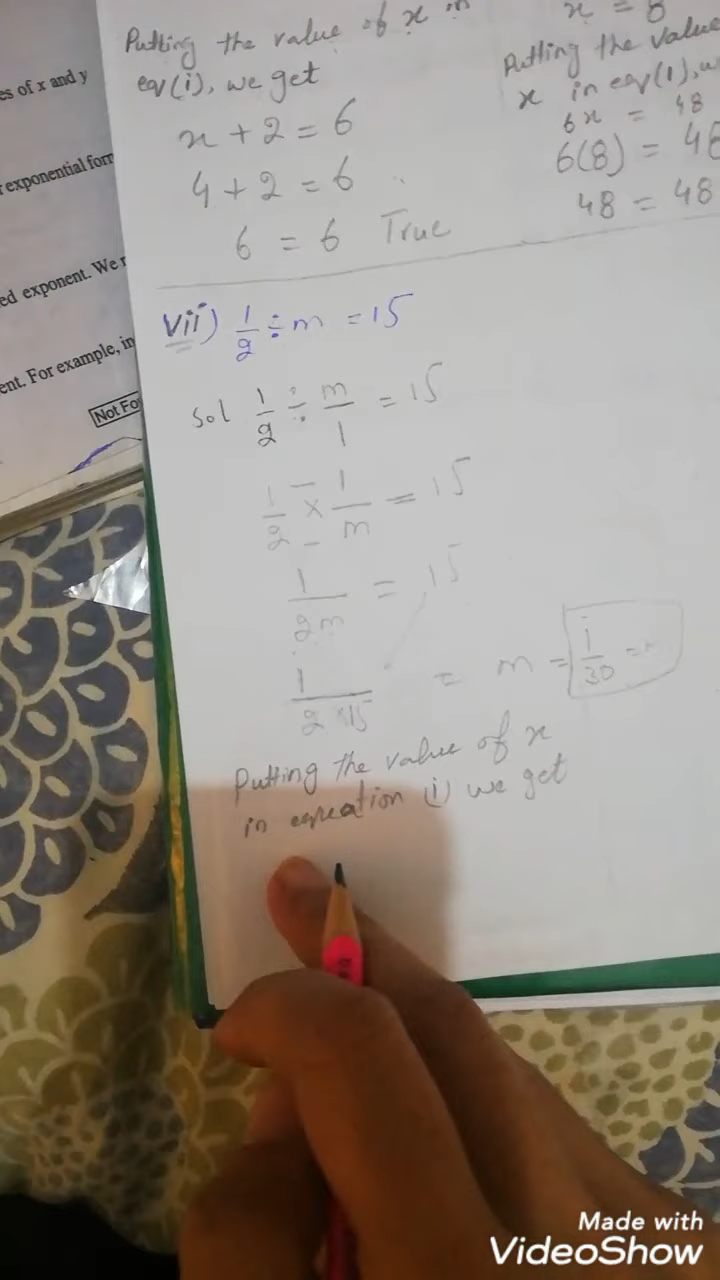 es of x and y
exponential form
ed exponent. We
ent. For example, in
Not Fo
Putting the value of x in
eq(i), we get
x + 2 = 6
4 + 2 = 6
6 = 6 True
x = 8
Putting the value
x in eq(1), w
6x = 48
6(8) = 48
48 = 48
vii) 1/2 ÷ m = 15
Sol 1/2 ÷ m/1 = 15
1/2 × 1/m = 15
1/2m = 15
1/2×15 = m = 1/30 =
Putting the value of x
in equation (i) we get
Made with
VideoShow